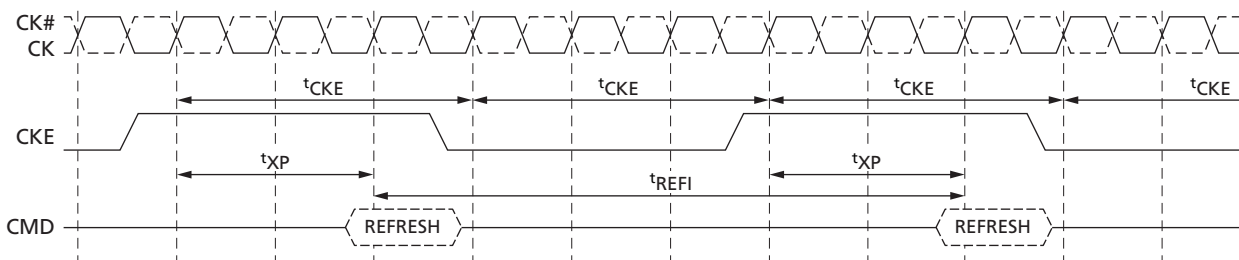 CK#
CK
tCKE tCKE tCKE tCKE
CKE
tXP tXP
tREFI
CMD REFRESH REFRESH